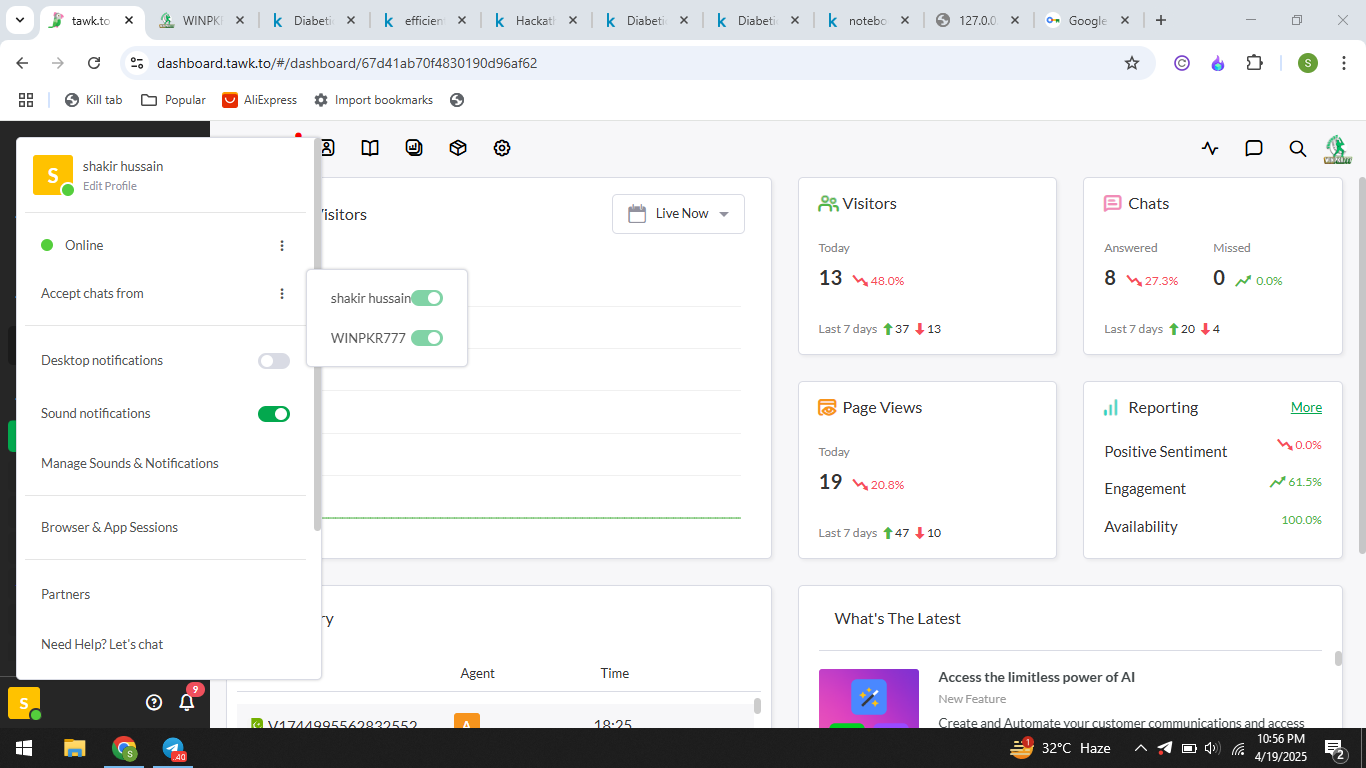 tawk.to
WINPK
Diabeti
efficien
Hackath
Diabeti
Diabeti
notebo
127.0.0
Google
dashboard.tawk.to/#/dashboard/67d41ab70f4830190d96af62
S
Kill tab
Popular
AliExpress
Import bookmarks
S
shakir hussain
Edit Profile
Online
Accept chats from
shakir hussain
WINPKR777
Desktop notifications
Sound notifications
Manage Sounds & Notifications
Browser & App Sessions
Partners
Need Help? Let's chat
S
9
Visitors
Live Now
Visitors
Today
13 48.0%
Last 7 days 37 13
Chats
Answered Missed
8 27.3% 0 0.0%
Last 7 days 20 4
Page Views
Today
19 20.8%
Last 7 days 47 10
Reporting More
Positive Sentiment 0.0%
Engagement 61.5%
Availability 100.0%
ry
Agent Time
V1744995562832552 A 18:25
What's The Latest
Access the limitless power of AI
New Feature
Create and Automate your customer communications and access
S
40
1
32°C Haze
10:56 PM
4/19/2025
2